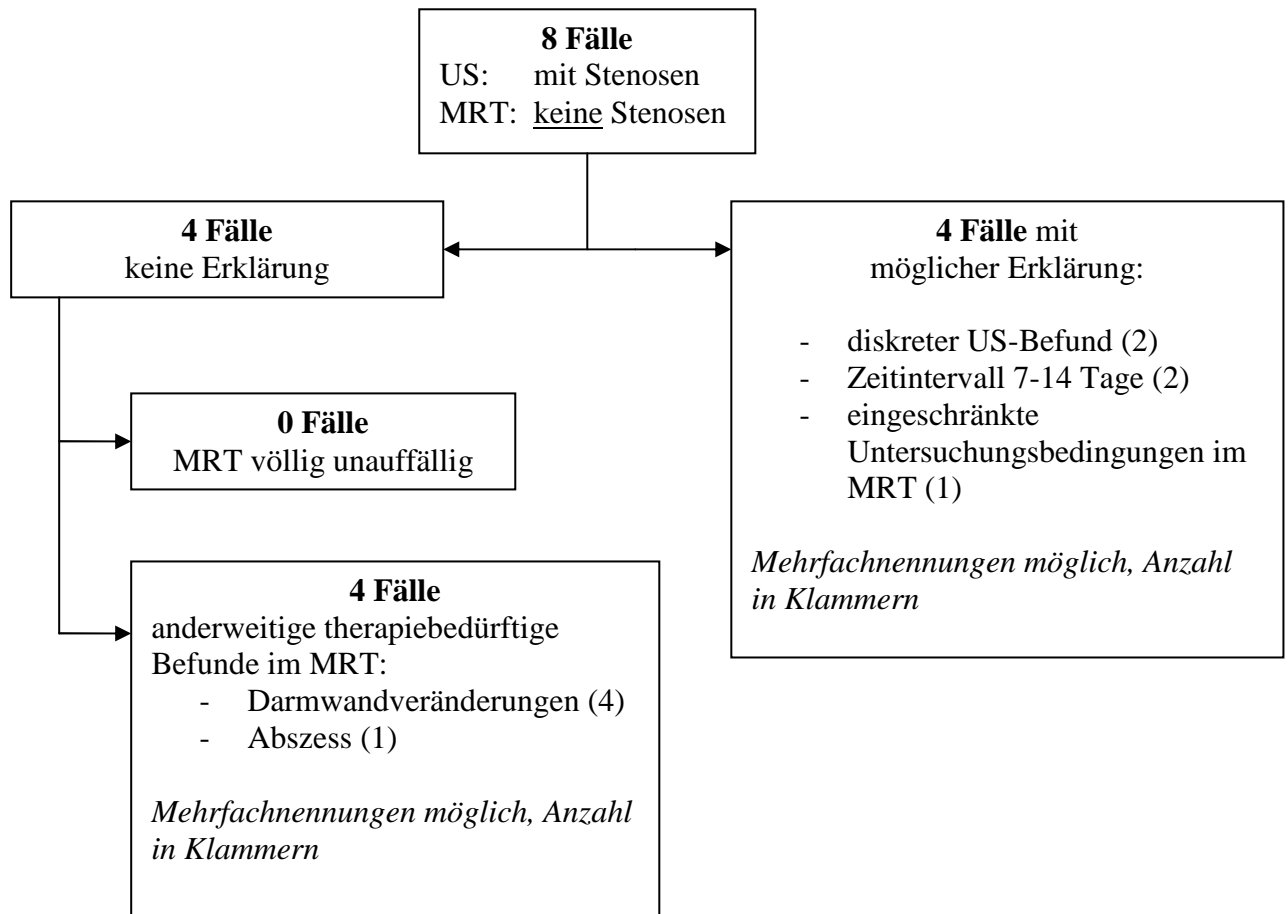 8 Fälle
US: mit Stenosen
MRT: keine Stenosen
4 Fälle
keine Erklärung
4 Fälle mit
möglicher Erklärung:
- diskreter US-Befund (2)
- Zeitintervall 7-14 Tage (2)
- eingeschränkte
Untersuchungsbedingungen im
MRT (1)
Mehrfachnennungen möglich, Anzahl
in Klammern
0 Fälle
MRT völlig unauffällig
4 Fälle
anderweitige therapiebedürftige
Befunde im MRT:
- Darmwandveränderungen (4)
- Abszess (1)
Mehrfachnennungen möglich, Anzahl
in Klammern